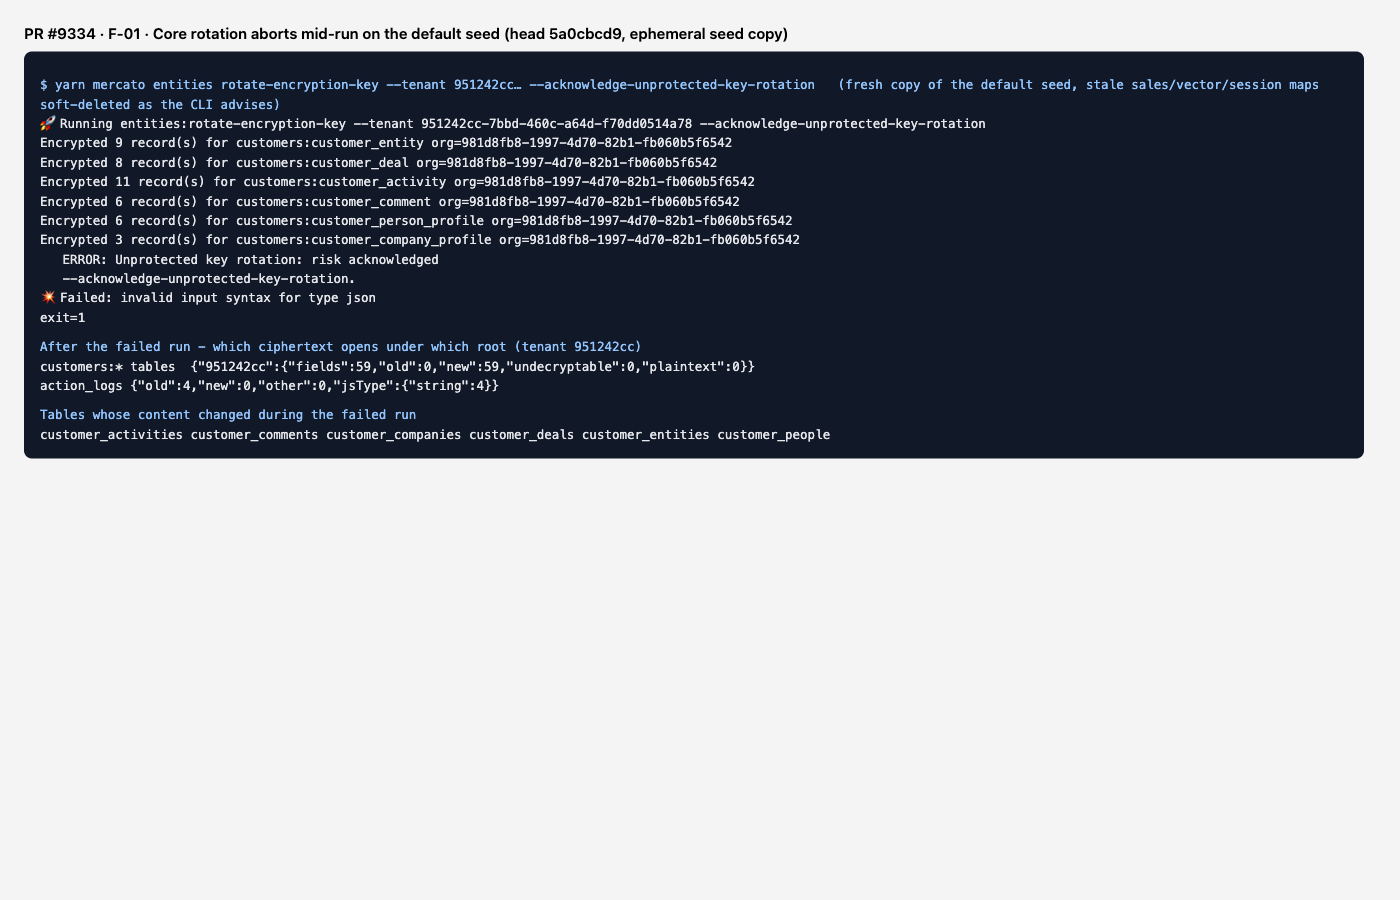 PR #9334 · F-01 · Core rotation aborts mid-run on the default seed (head 5a0cbcd9, ephemeral seed copy)
$ yarn mercato entities rotate-encryption-key --tenant 951242cc… --acknowledge-unprotected-key-rotation (fresh copy of the default seed, stale sales/vector/session maps
soft-deleted as the CLI advises)
🚀 Running entities:rotate-encryption-key --tenant 951242cc-7bbd-460c-a64d-f70dd0514a78 --acknowledge-unprotected-key-rotation
Encrypted 9 record(s) for customers:customer_entity org=981d8fb8-1997-4d70-82b1-fb060b5f6542
Encrypted 8 record(s) for customers:customer_deal org=981d8fb8-1997-4d70-82b1-fb060b5f6542
Encrypted 11 record(s) for customers:customer_activity org=981d8fb8-1997-4d70-82b1-fb060b5f6542
Encrypted 6 record(s) for customers:customer_comment org=981d8fb8-1997-4d70-82b1-fb060b5f6542
Encrypted 6 record(s) for customers:customer_person_profile org=981d8fb8-1997-4d70-82b1-fb060b5f6542
Encrypted 3 record(s) for customers:customer_company_profile org=981d8fb8-1997-4d70-82b1-fb060b5f6542
ERROR: Unprotected key rotation: risk acknowledged
--acknowledge-unprotected-key-rotation.
💥 Failed: invalid input syntax for type json
exit=1
After the failed run — which ciphertext opens under which root (tenant 951242cc)
customers:* tables {"951242cc":{"fields":59,"old":0,"new":59,"undecryptable":0,"plaintext":0}}
action_logs {"old":4,"new":0,"other":0,"jsType":{"string":4}}
Tables whose content changed during the failed run
customer_activities customer_comments customer_companies customer_deals customer_entities customer_people